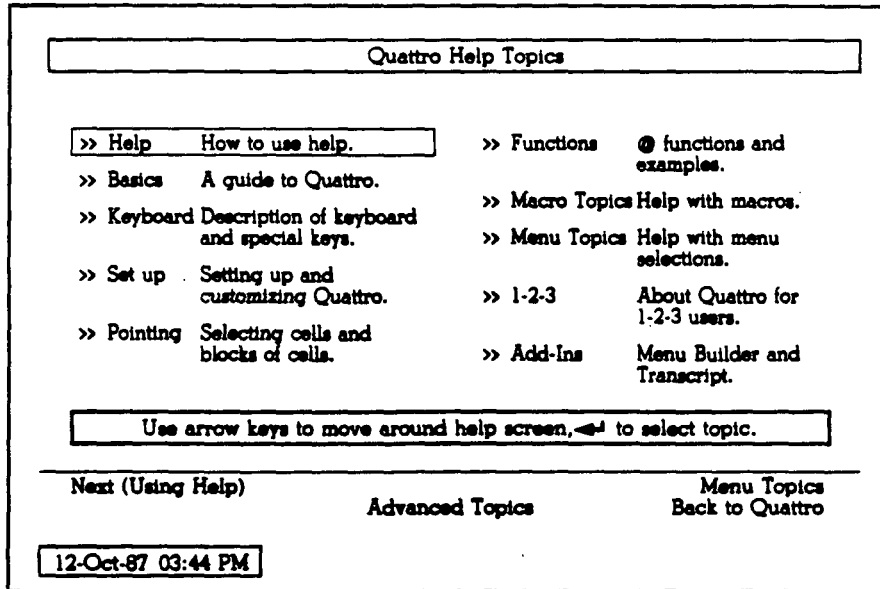 Quattro Help Topics
>> Help How to use help.
>> Basics A guide to Quattro.
>> Keyboard Description of keyboard
and special keys.
>> Set up Setting up and
customizing Quattro.
>> Pointing Selecting cells and
blocks of cells.
>> Functions @ functions and
examples.
>> Macro Topics Help with macros.
>> Menu Topics Help with menu
selections.
>> 1-2-3 About Quattro for
1-2-3 users.
>> Add-Ins Menu Builder and
Transcript.
Use arrow keys to move around help screen, ◄┘ to select topic.
Next (Using Help) Menu Topics
Advanced Topics Back to Quattro
12-Oct-87 03:44 PM